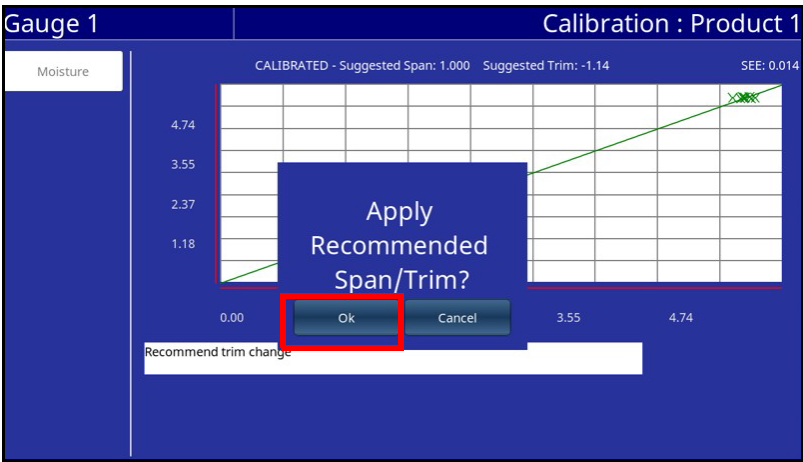 Gauge 1
Calibration : Product 1
Moisture
CALIBRATED - Suggested Span: 1.000 Suggested Trim: -1.14
SEE: 0.014
4.74
3.55
2.37
1.18
Apply
Recommended
Span/Trim?
Ok
Cancel
0.00
3.55
4.74
Recommend trim change